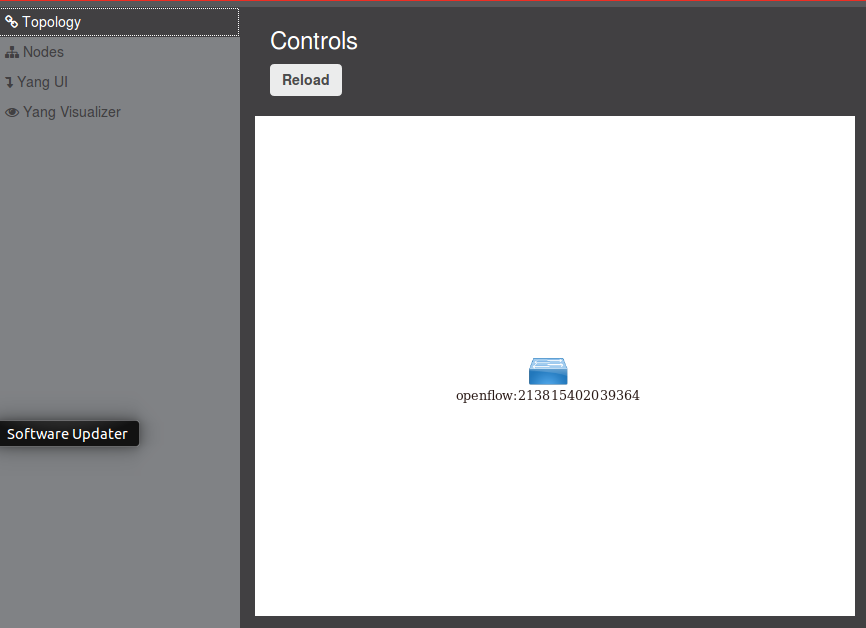 Topology
Nodes
Yang UI
Yang Visualizer
Software Updater
Controls
Reload
openflow:213815402039364